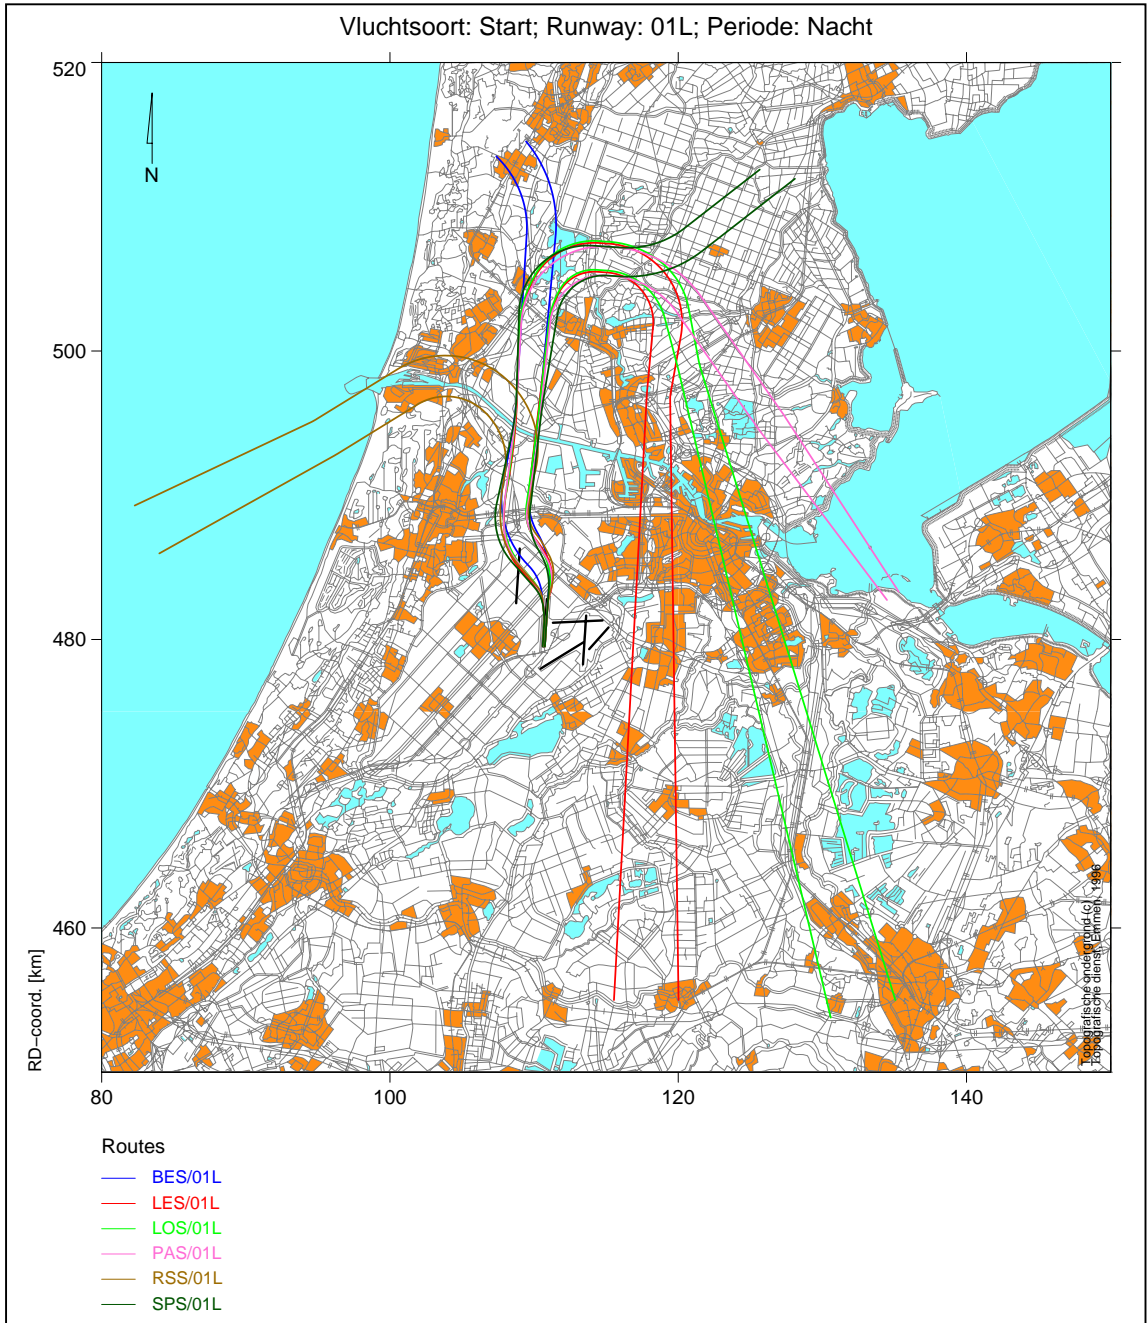 Vluchtsoort: Start; Runway: 01L; Periode: Nacht
520
N
500
480
460
RD−coord. [km]
Topografische ondergrond (c)
Topografische dienst, Emmen, 1996
80
100
120
140
Routes
BES/01L
LES/01L
LOS/01L
PAS/01L
RSS/01L
SPS/01L